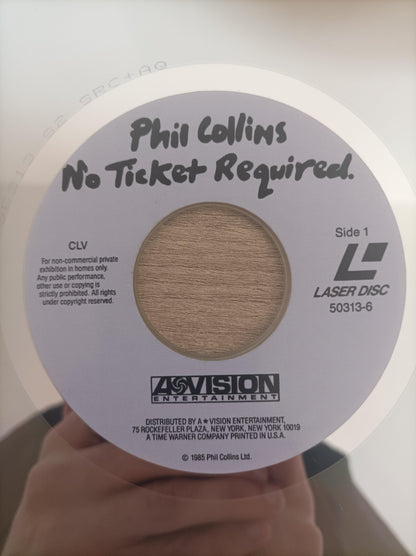 Phil Collins
No Ticket Required.
Side 1
LASER DISC
50313-6
CLV
For non-commercial private
exhibition in homes only.
Any public performance,
other use or copying is
strictly prohibited. All rights
under copyright reserved.
A★VISION
ENTERTAINMENT
DISTRIBUTED BY A★VISION ENTERTAINMENT,
75 ROCKEFELLER PLAZA, NEW YORK, NEW YORK 10019
A TIME WARNER COMPANY PRINTED IN U.S.A.
© 1985 Phil Collins Ltd.